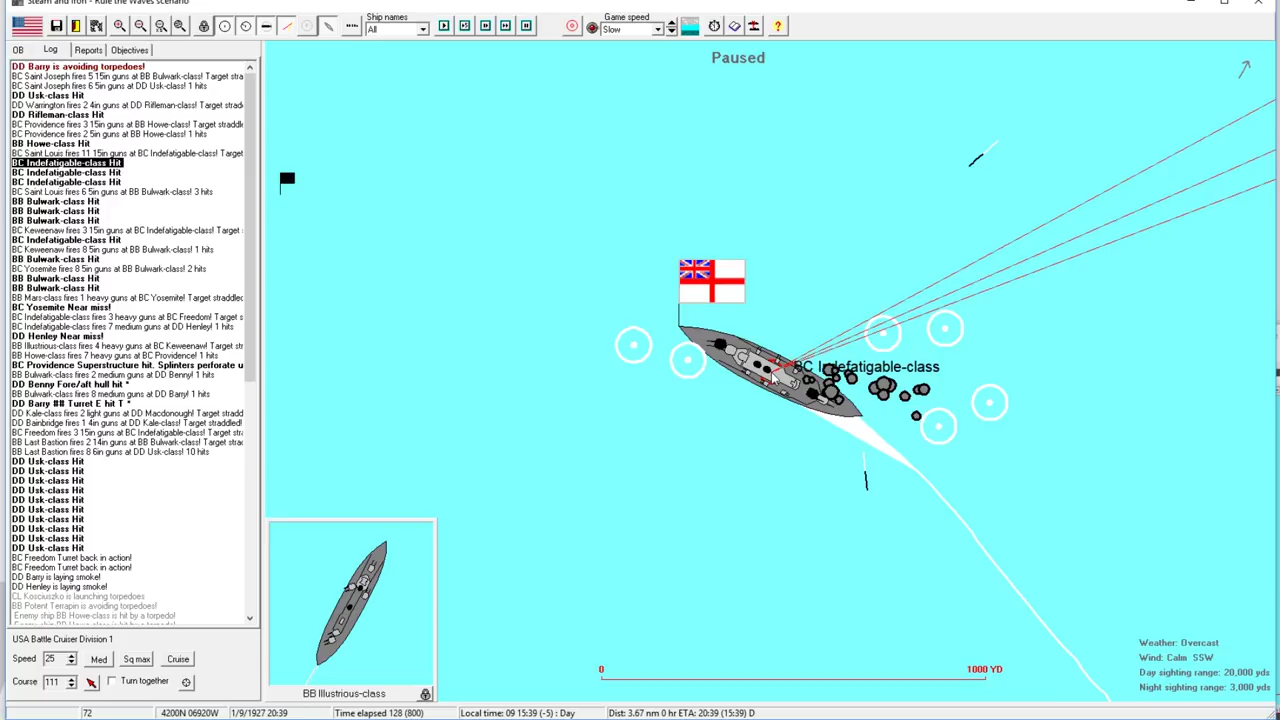 Steam and Iron - Rule the Waves scenario
Ship names
All
Game speed
Slow
OB Log Reports Objectives
DD Barry is avoiding torpedoes!
BC Saint Joseph fires 5 15in guns at BB Bulwark-class! Target stra
BC Saint Joseph fires 6 5in guns at DD Usk-class! 1 hits
DD Usk-class Hit
DD Warrington fires 2 4in guns at DD Rifleman-class! Target stradd
DD Rifleman-class Hit
BC Providence fires 3 15in guns at BB Howe-class! Target straddle
BC Providence fires 2 5in guns at BB Howe-class! 1 hits
BB Howe-class Hit
BC Saint Louis fires 11 15in guns at BC Indefatigable-class! Target
BC Indefatigable-class Hit
BC Indefatigable-class Hit
BC Indefatigable-class Hit
BC Saint Louis fires 6 5in guns at BB Bulwark-class! 3 hits
BB Bulwark-class Hit
BB Bulwark-class Hit
BB Bulwark-class Hit
BC Keweenaw fires 3 15in guns at BC Indefatigable-class! Target
BC Indefatigable-class Hit
BC Keweenaw fires 8 5in guns at BB Bulwark-class! 1 hits
BB Bulwark-class Hit
BC Yosemite fires 8 5in guns at BB Bulwark-class! 2 hits
BB Bulwark-class Hit
BB Bulwark-class Hit
BB Mars-class fires 1 heavy guns at BC Yosemite! Target straddled
BC Yosemite Near miss!
BC Indefatigable-class fires 3 heavy guns at BC Freedom! Target s
BC Indefatigable-class fires 7 medium guns at DD Henley! 1 hits
DD Henley Near miss!
BB Illustrious-class fires 4 heavy guns at BC Keweenaw! Target str
BB Howe-class fires 7 heavy guns at BC Providence! 1 hits
BC Providence Superstructure hit. Splinters perforate u
BB Bulwark-class fires 2 medium guns at DD Benny! 1 hits
DD Benny Fore/aft hull hit *
BB Bulwark-class fires 8 medium guns at DD Barry! 1 hits
DD Barry ## Turret E hit T *
DD Kale-class fires 2 light guns at DD Macdonough! Target stradd
DD Bainbridge fires 1 4in guns at DD Kale-class! Target straddled!
BC Freedom fires 3 15in guns at BC Indefatigable-class! Target str
BB Last Bastion fires 2 14in guns at BB Bulwark-class! Target stra
BB Last Bastion fires 8 6in guns at DD Usk-class! 10 hits
DD Usk-class Hit
DD Usk-class Hit
DD Usk-class Hit
DD Usk-class Hit
DD Usk-class Hit
DD Usk-class Hit
DD Usk-class Hit
DD Usk-class Hit
DD Usk-class Hit
DD Usk-class Hit
BC Freedom Turret back in action!
BC Freedom Turret back in action!
DD Barry is laying smoke!
DD Henley is laying smoke!
CL Kosciuszko is launching torpedoes
BB Potent Terrapin is avoiding torpedoes!
Enemy ship BB Howe-class is hit by a torpedo!
USA Battle Cruiser Division 1
Speed 25 Med Sq max Cruise
Course 111 Turn together
Paused
BC Indefatigable-class
BB Illustrious-class
0 1000 YD
Weather: Overcast
Wind: Calm SSW
Day sighting range: 20,000 yds
Night sighting range: 3,000 yds
72 4200N 06920W 1/9/1927 20:39 Time elapsed 128 (800) Local time: 09 15:39 (-5) : Day Dist: 3.67 nm 0 hr ETA: 20:39 (15:39) D